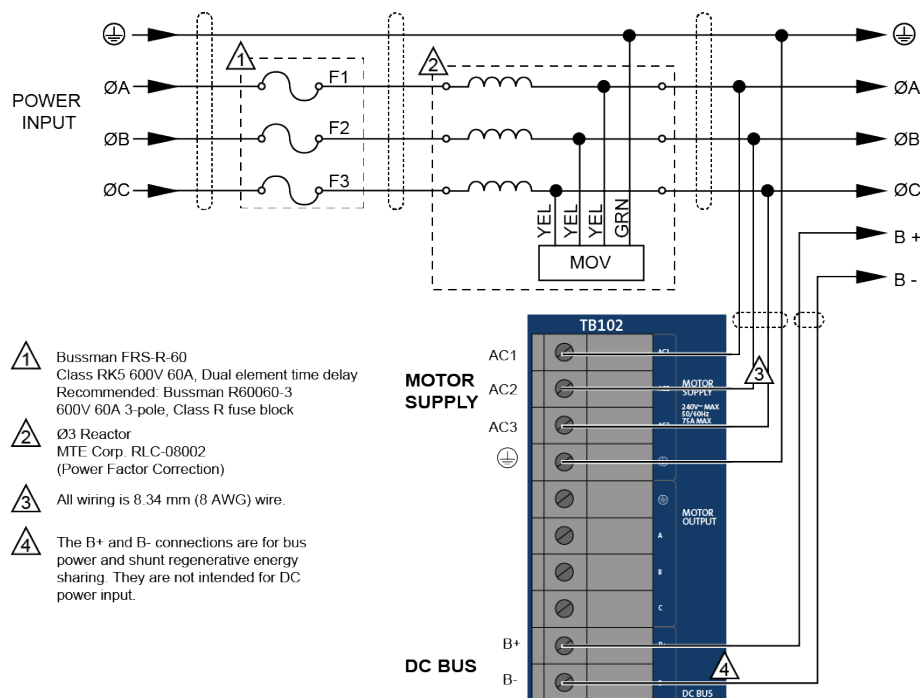 POWER
INPUT
ØA
ØB
ØC
1
F1
F2
F3
2
YEL
YEL
YEL
GRN
MOV
ØA
ØB
ØC
B +
B -
1
Bussman FRS-R-60
Class RK5 600V 60A, Dual element time delay
Recommended: Bussman R60060-3
600V 60A 3-pole, Class R fuse block
2
Ø3 Reactor
MTE Corp. RLC-08002
(Power Factor Correction)
3
All wiring is 8.34 mm (8 AWG) wire.
4
The B+ and B- connections are for bus
power and shunt regenerative energy
sharing. They are not intended for DC
power input.
TB102
MOTOR
SUPPLY
AC1
AC2
AC3
3
MOTOR
SUPPLY
240V~ MAX
50/60Hz
75A MAX
MOTOR
OUTPUT
A
B
C
DC BUS
B+
B-
4
DC BUS